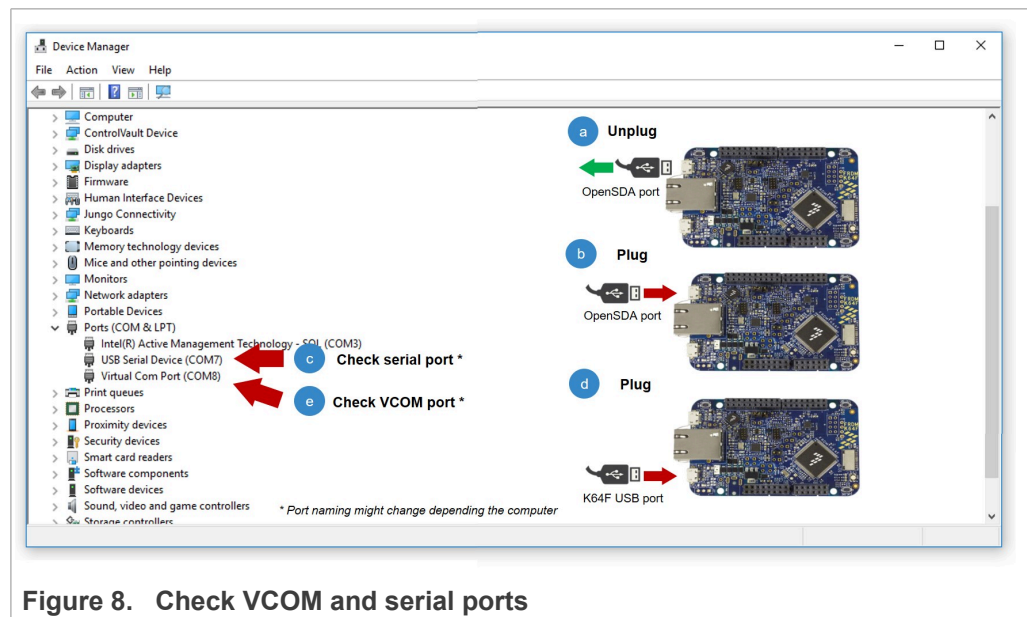 Device Manager
File Action View Help
Computer
ControlVault Device
Disk drives
Display adapters
Firmware
Human Interface Devices
Jungo Connectivity
Keyboards
Memory technology devices
Mice and other pointing devices
Monitors
Network adapters
Portable Devices
Ports (COM & LPT)
Intel(R) Active Management Technology - SOL (COM3)
USB Serial Device (COM7)
Virtual Com Port (COM8)
Print queues
Processors
Proximity devices
Security devices
Smart card readers
Software components
Software devices
Sound, video and game controllers
Storage controllers
a Unplug
OpenSDA port
b Plug
OpenSDA port
c Check serial port *
d Plug
e Check VCOM port *
K64F USB port
* Port naming might change depending the computer
Figure 8. Check VCOM and serial ports